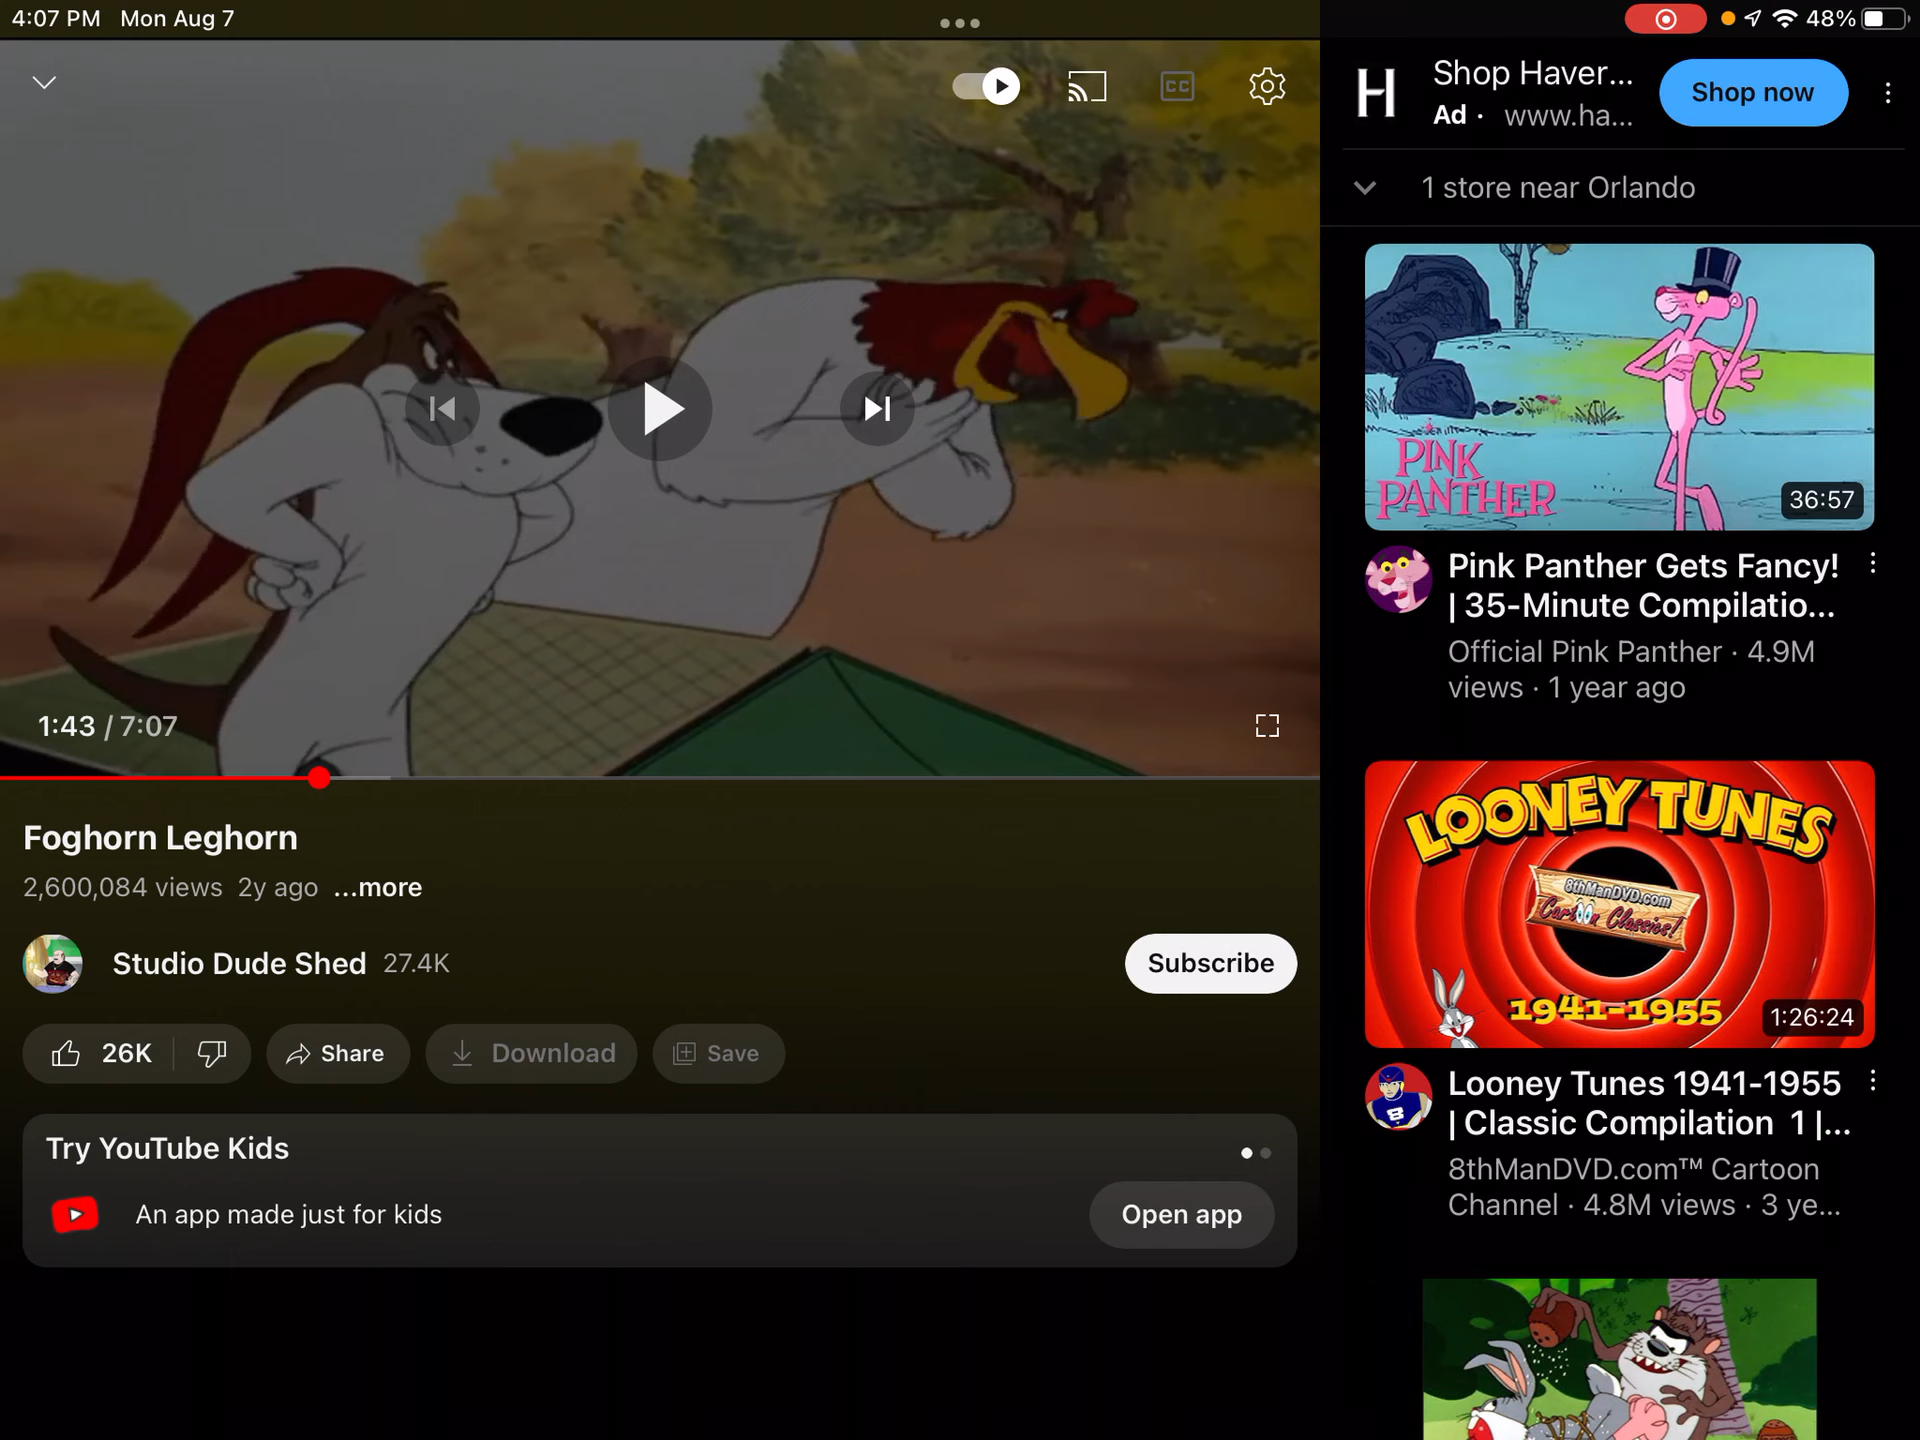 4:07 PM Mon Aug 7
48%
CC
1:43 / 7:07
Foghorn Leghorn
2,600,084 views 2y ago ...more
Studio Dude Shed 27.4K
Subscribe
26K
Share
Download
Save
Try YouTube Kids
An app made just for kids
Open app
H
Shop Haver...
Ad · www.ha...
Shop now
1 store near Orlando
PINK
PANTHER
36:57
Pink Panther Gets Fancy!
| 35-Minute Compilatio...
Official Pink Panther · 4.9M
views · 1 year ago
LOONEY TUNES
8thManDVD.com
Cartoon Classics!
1941-1955
1:26:24
8
Looney Tunes 1941-1955
| Classic Compilation 1 |...
8thManDVD.com™ Cartoon
Channel · 4.8M views · 3 ye...